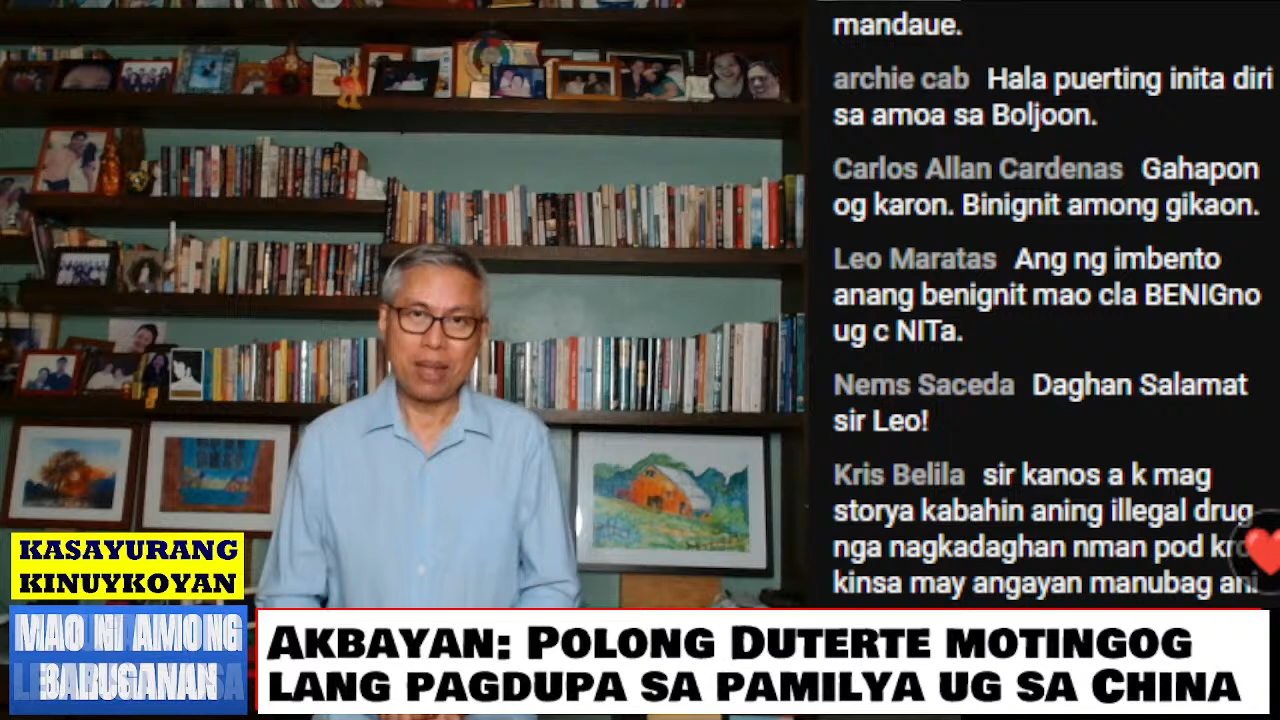 mandaue.
archie cab Hala puerting inita diri
sa amoa sa Boljoon.
Carlos Allan Cardenas Gahapon
og karon. Binignit among gikaon.
Leo Maratas Ang ng imbento
anang benignit mao cla BENIGno
ug c NITa.
Nems Saceda Daghan Salamat
sir Leo!
Kris Belila sir kanos a k mag
storya kabahin aning illegal drug
nga nagkadaghan nman pod
kinsa may angayan manubag ani.
KASAYURANG
KINUYKOYAN
MAO NI AMONG
BARUGANAN
AKBAYAN: POLONG DUTERTE MOTINGOG
LANG PAGDUPA SA PAMILYA UG SA CHINA